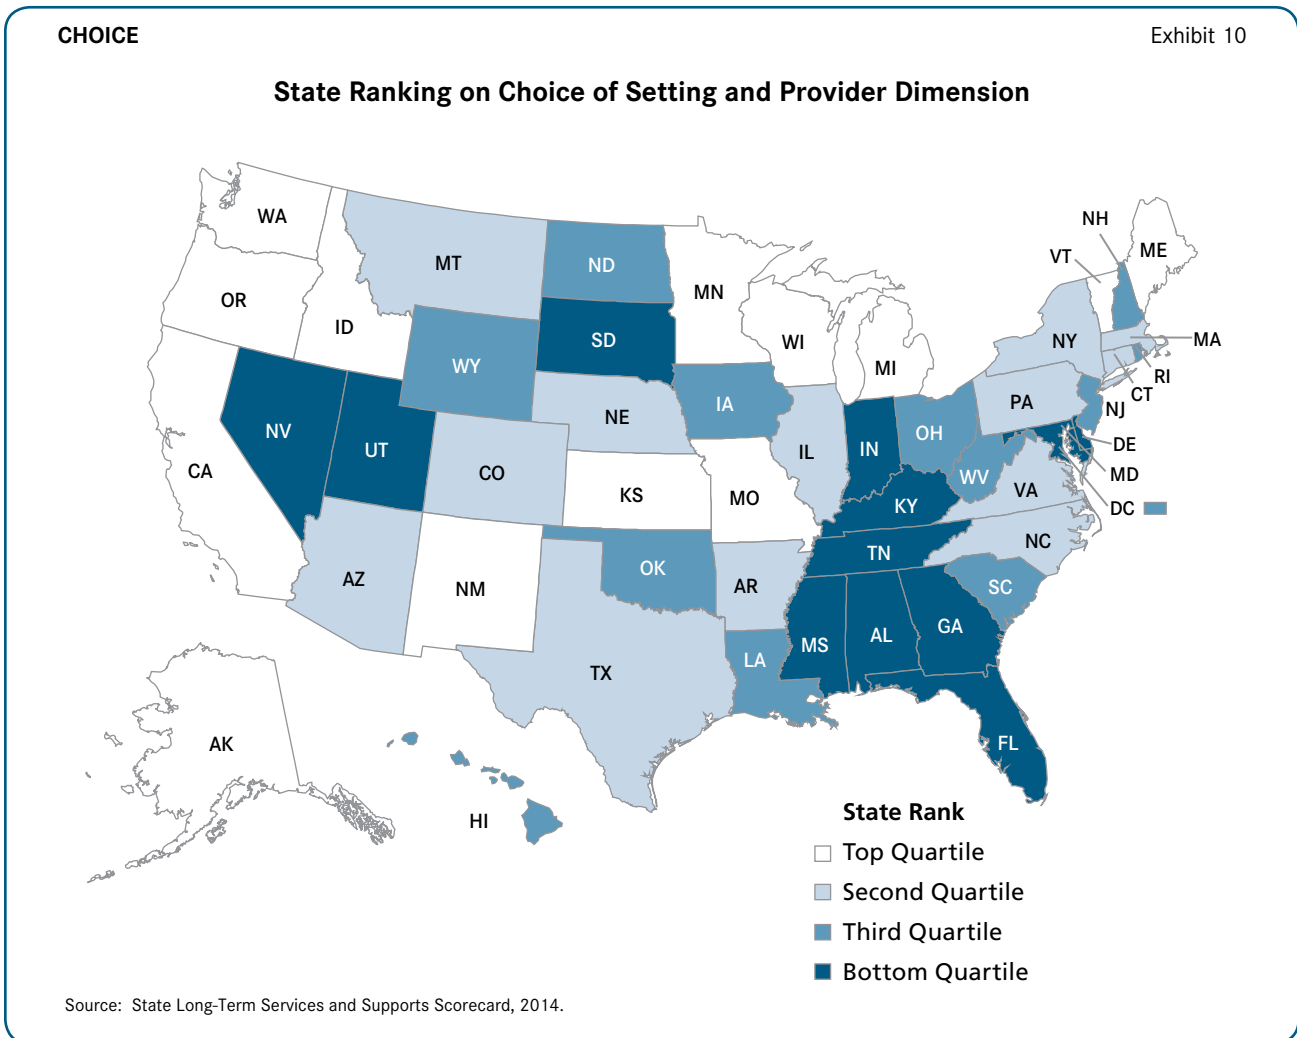 CHOICE
Exhibit 10
State Ranking on Choice of Setting and Provider Dimension
WA
MT
ND
MN
OR
ID
WY
SD
WI
MI
NH
VT
ME
NY
MA
RI
CT
NV
UT
CO
NE
IA
IL
IN
OH
PA
NJ
DE
MD
DC
CA
KS
MO
KY
WV
VA
AZ
NM
OK
AR
TN
NC
SC
TX
LA
MS
AL
GA
FL
AK
HI
State Rank
Top Quartile
Second Quartile
Third Quartile
Bottom Quartile
Source: State Long-Term Services and Supports Scorecard, 2014.